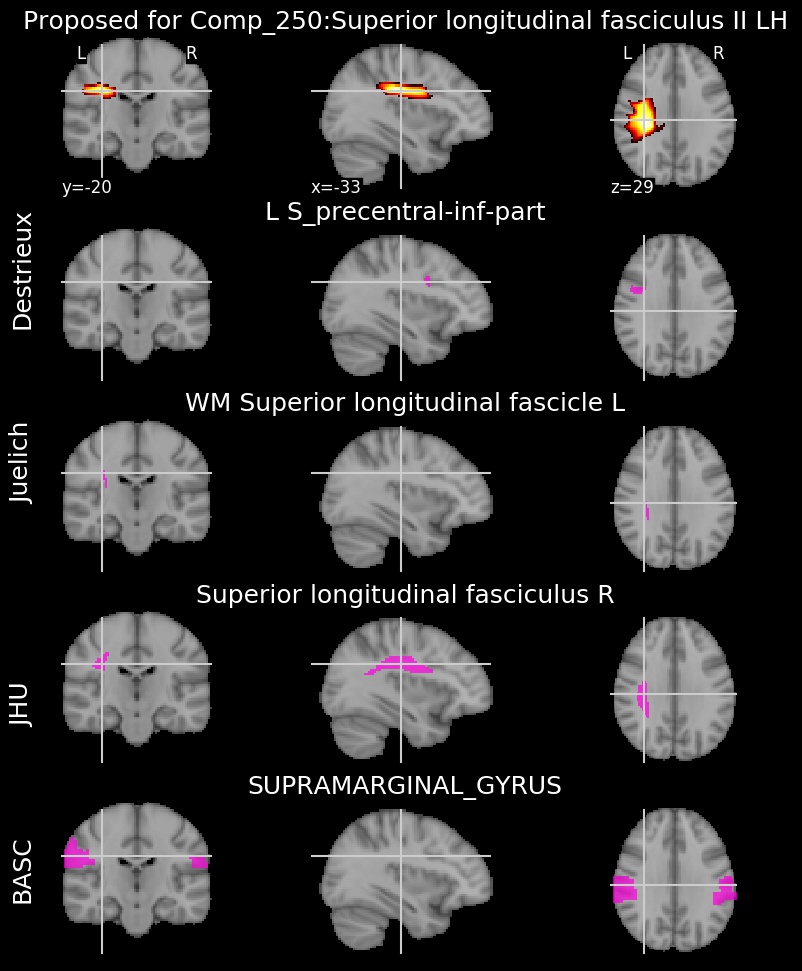 Proposed for Comp_250:Superior longitudinal fasciculus II LH
L R
L R
y=-20 x=-33 z=29
L S_precentral-inf-part
Destrieux
WM Superior longitudinal fascicle L
Juelich
Superior longitudinal fasciculus R
JHU
SUPRAMARGINAL_GYRUS
BASC